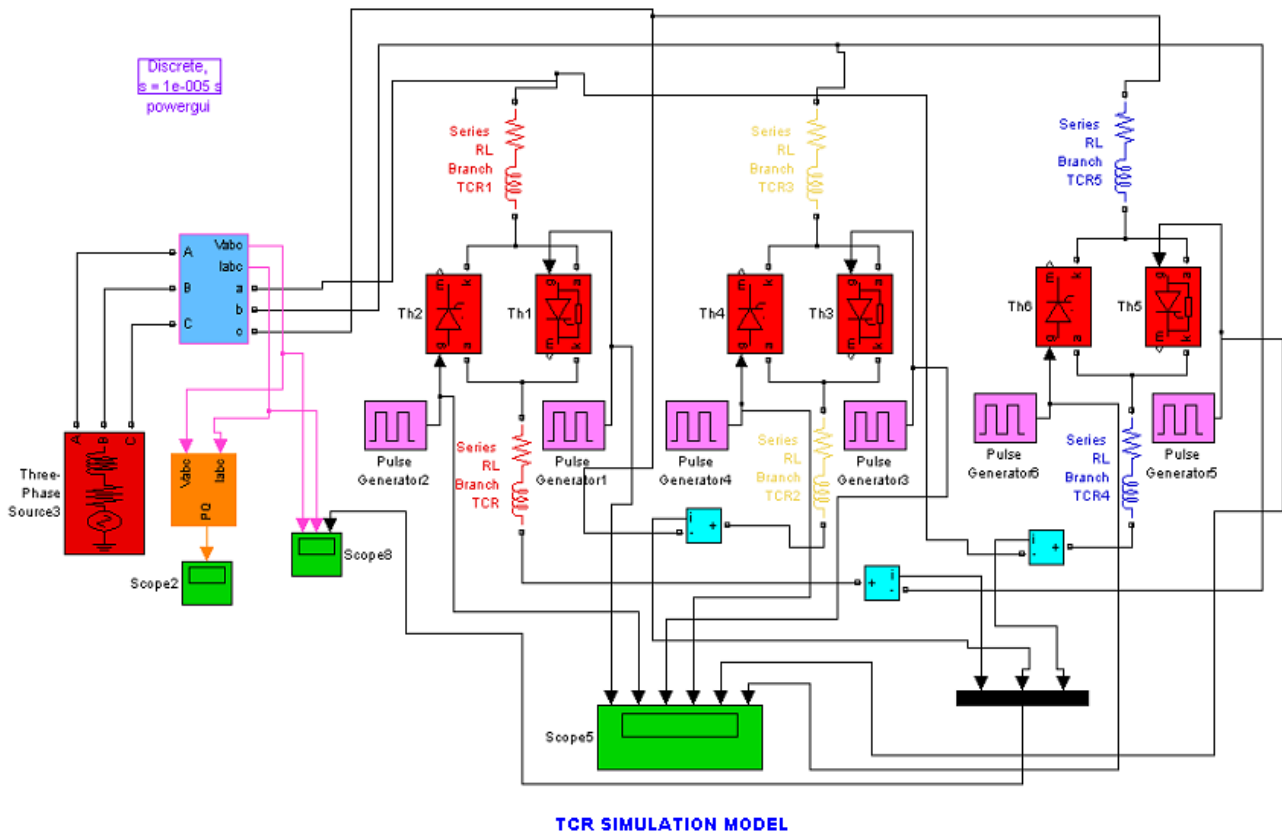 Discrete,
s = 1e-005 s
powergui
Series
RL
Branch
TCR1
Series
RL
Branch
TCR3
Series
RL
Branch
TCR5
Vabc
Iabc
A
B
C
a
b
c
m
k
g
a
Th2
g
a
m
k
Th1
m
k
g
a
Th4
g
a
m
k
Th3
m
k
g
a
Th6
g
a
m
k
Th5
A
B
C
Three-
Phase
Source3
Vabc
Iabc
PQ
Scope2
Scope8
Pulse
Generator2
Series
RL
Branch
TCR
Pulse
Generator1
Pulse
Generator4
Series
RL
Branch
TCR2
Pulse
Generator3
Pulse
Generator6
Series
RL
Branch
TCR4
Pulse
Generator5
i
+
-
i
+
-
+
i
-
Scope5
TCR SIMULATION MODEL